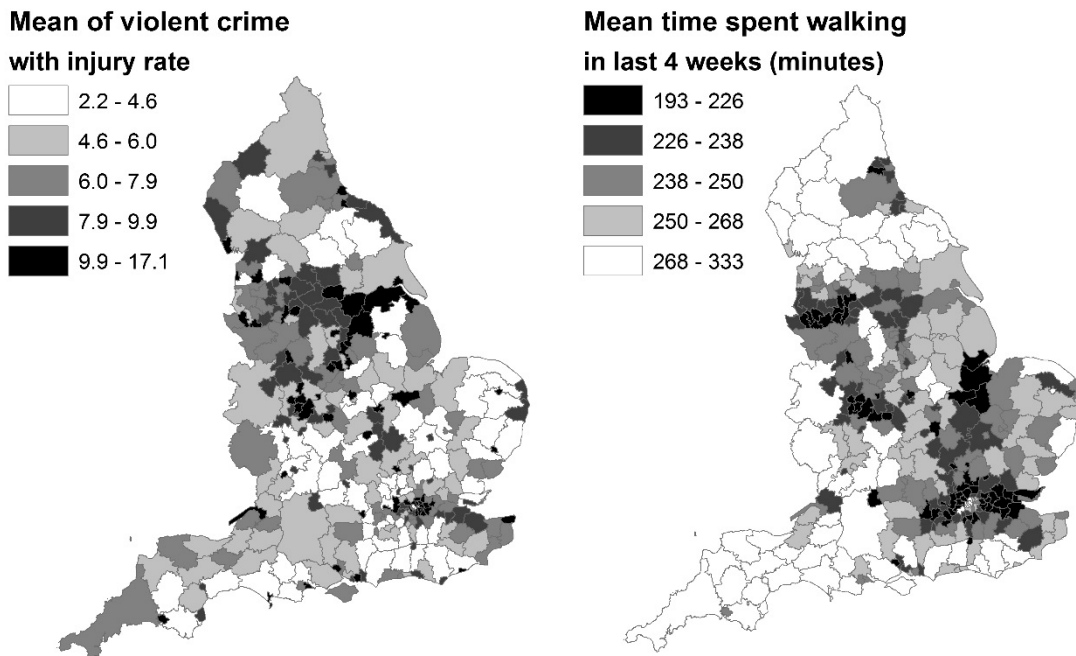 Mean of violent crime
with injury rate
2.2 - 4.6
4.6 - 6.0
6.0 - 7.9
7.9 - 9.9
9.9 - 17.1
Mean time spent walking
in last 4 weeks (minutes)
193 - 226
226 - 238
238 - 250
250 - 268
268 - 333